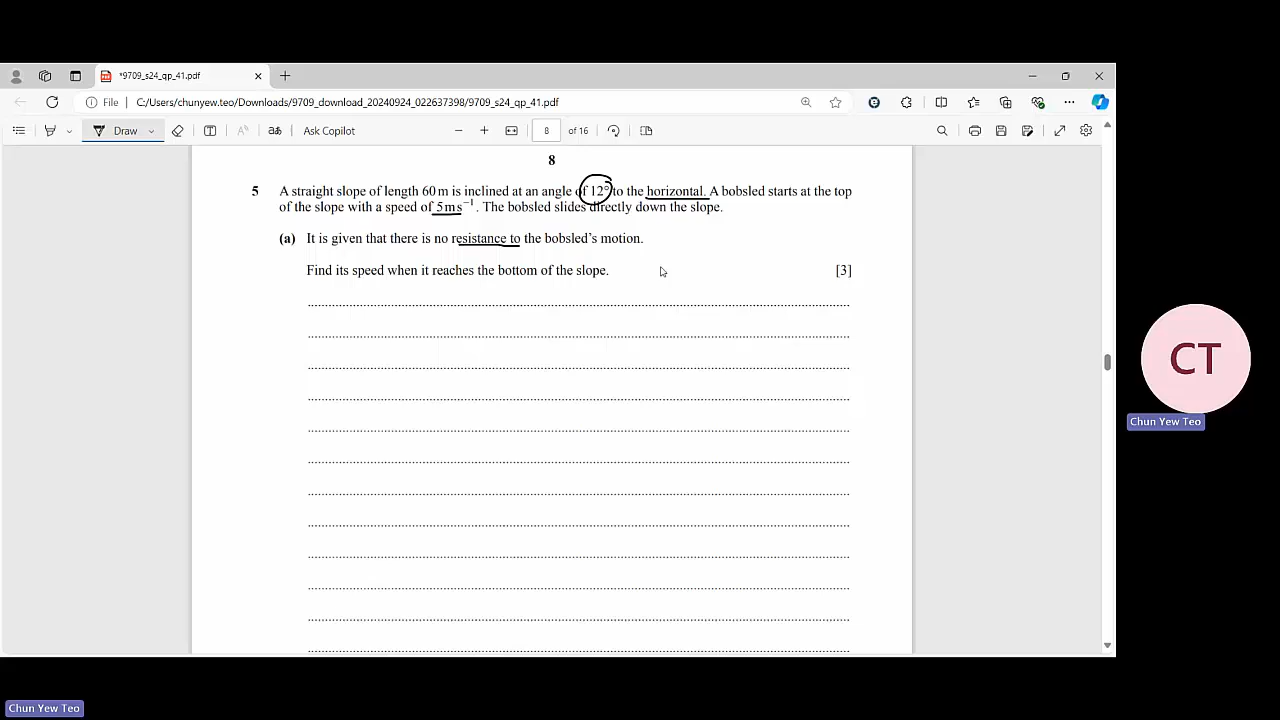 *9709_s24_qp_41.pdf
File
C:/Users/chunyew.teo/Downloads/9709_download_20240924_022637398/9709_s24_qp_41.pdf
Draw
aあ
Ask Copilot
8
of 16
8
5 A straight slope of length 60 m is inclined at an angle of 12° to the horizontal. A bobsled starts at the top
of the slope with a speed of 5 m s⁻¹. The bobsled slides directly down the slope.
(a) It is given that there is no resistance to the bobsled's motion.
Find its speed when it reaches the bottom of the slope. [3]
CT
Chun Yew Teo
Chun Yew Teo